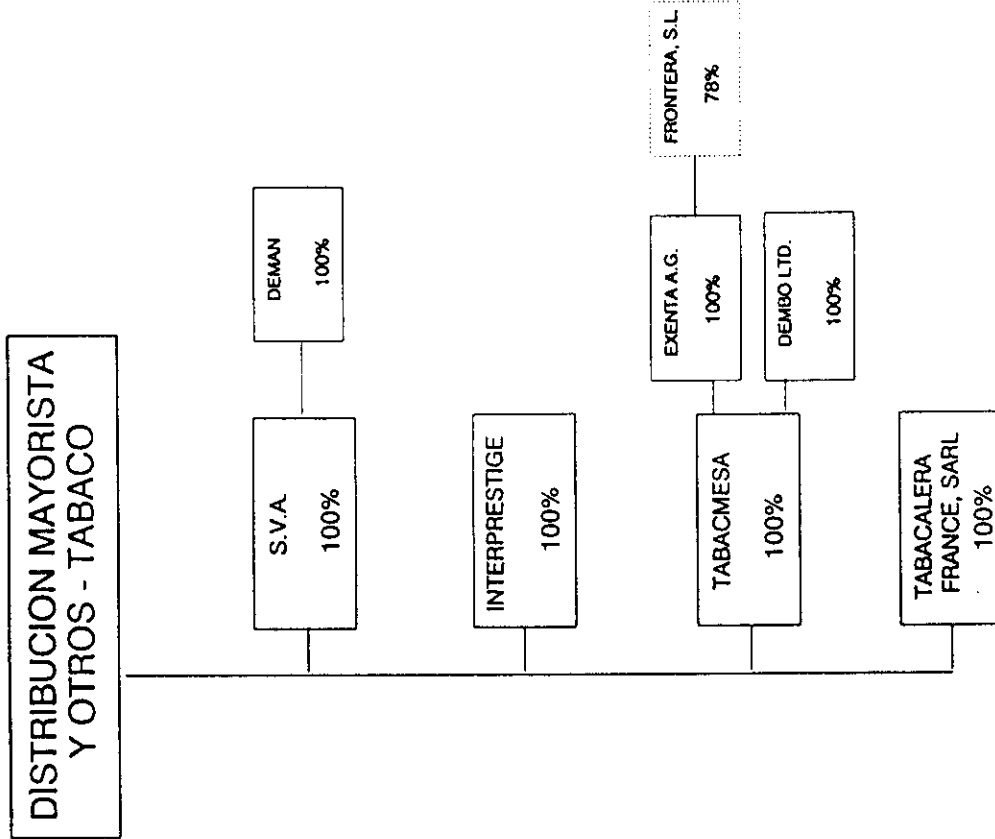 DISTRIBUCION MAYORISTA
Y OTROS - TABACO
S.V.A.
100%
DEMAN
100%
INTERPRESTIGE
100%
TABACMESA
100%
EXENTA A.G.
100%
FRONTERA, S.L.
78%
DEMBO LTD.
100%
TABACALERA
FRANCE, SARL
100%